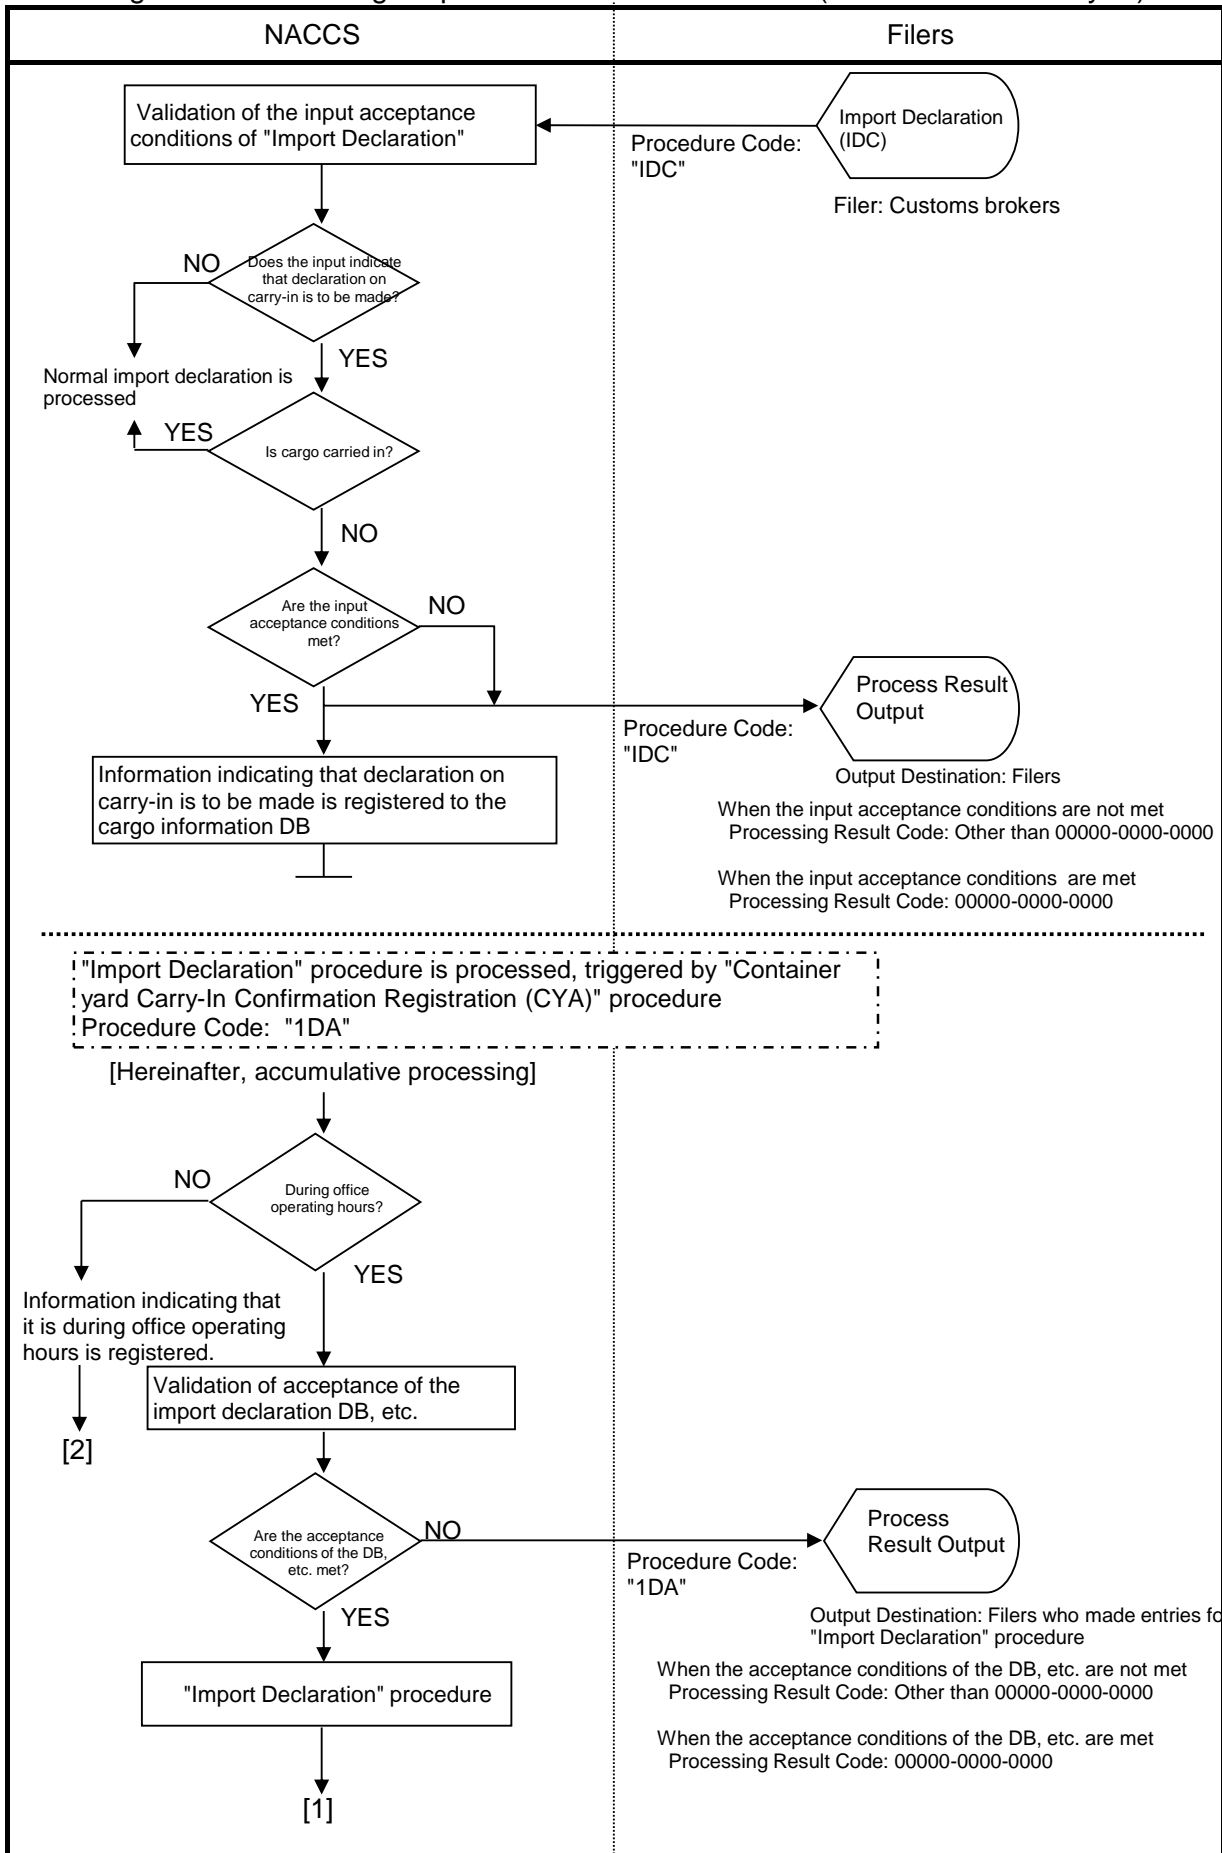 NACCS
Filers
Validation of the input acceptance
conditions of "Import Declaration"
Procedure Code:
"IDC"
Import Declaration
(IDC)
Filer: Customs brokers
NO
Does the input indicate
that declaration on
carry-in is to be made?
YES
Normal import declaration is
processed
YES
Is cargo carried in?
NO
Are the input
acceptance conditions
met?
NO
YES
Procedure Code:
"IDC"
Process Result
Output
Output Destination: Filers
Information indicating that declaration on
carry-in is to be made is registered to the
cargo information DB
When the input acceptance conditions are not met
Processing Result Code: Other than 00000-0000-0000
When the input acceptance conditions are met
Processing Result Code: 00000-0000-0000
"Import Declaration" procedure is processed, triggered by "Container
yard Carry-In Confirmation Registration (CYA)" procedure
Procedure Code: "1DA"
[Hereinafter, accumulative processing]
NO
During office
operating hours?
YES
Information indicating that
it is during office operating
hours is registered.
[2]
Validation of acceptance of the
import declaration DB, etc.
Are the acceptance
conditions of the DB,
etc. met?
NO
Procedure Code:
"1DA"
Process
Result Output
YES
Output Destination: Filers who made entries fo
"Import Declaration" procedure
When the acceptance conditions of the DB, etc. are not met
Processing Result Code: Other than 00000-0000-0000
"Import Declaration" procedure
When the acceptance conditions of the DB, etc. are met
Processing Result Code: 00000-0000-0000
[1]